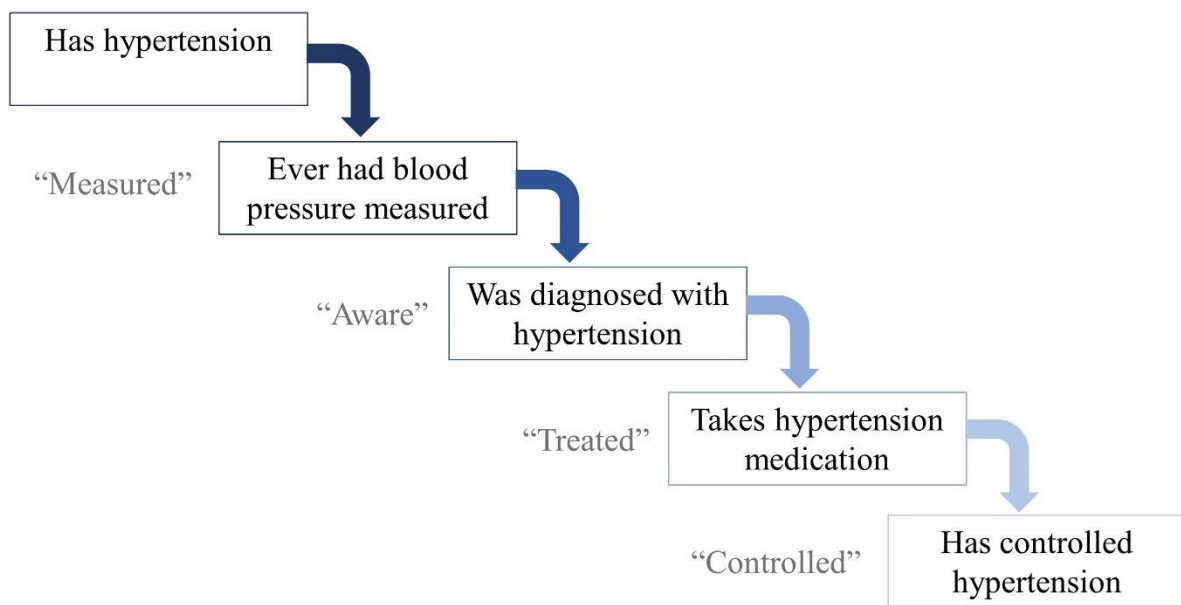 Has hypertension
“Measured”
Ever had blood
pressure measured
“Aware”
Was diagnosed with
hypertension
“Treated”
Takes hypertension
medication
“Controlled”
Has controlled
hypertension